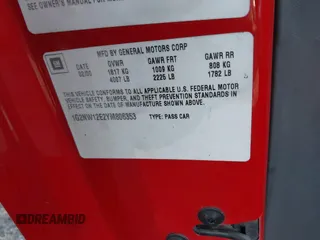 SEE OWNER'S MANUAL FOR
GM
MFD BY GENERAL MOTORS CORP
DATE GVWR GAWR FRT GAWR RR
1817 KG 1009 KG 808 KG
4007 LB 2225 LB 1782 LB
THIS VEHICLE CONFORMS TO ALL APPLICABLE U.S. FEDERAL MOTOR
VEHICLE SAFETY, BUMPER, AND THEFT PREVENTION STANDARDS
IN EFFECT ON THE DATE OF MANUFACTURE SHOWN ABOVE.
TYPE: PASS CAR
DREAMBID